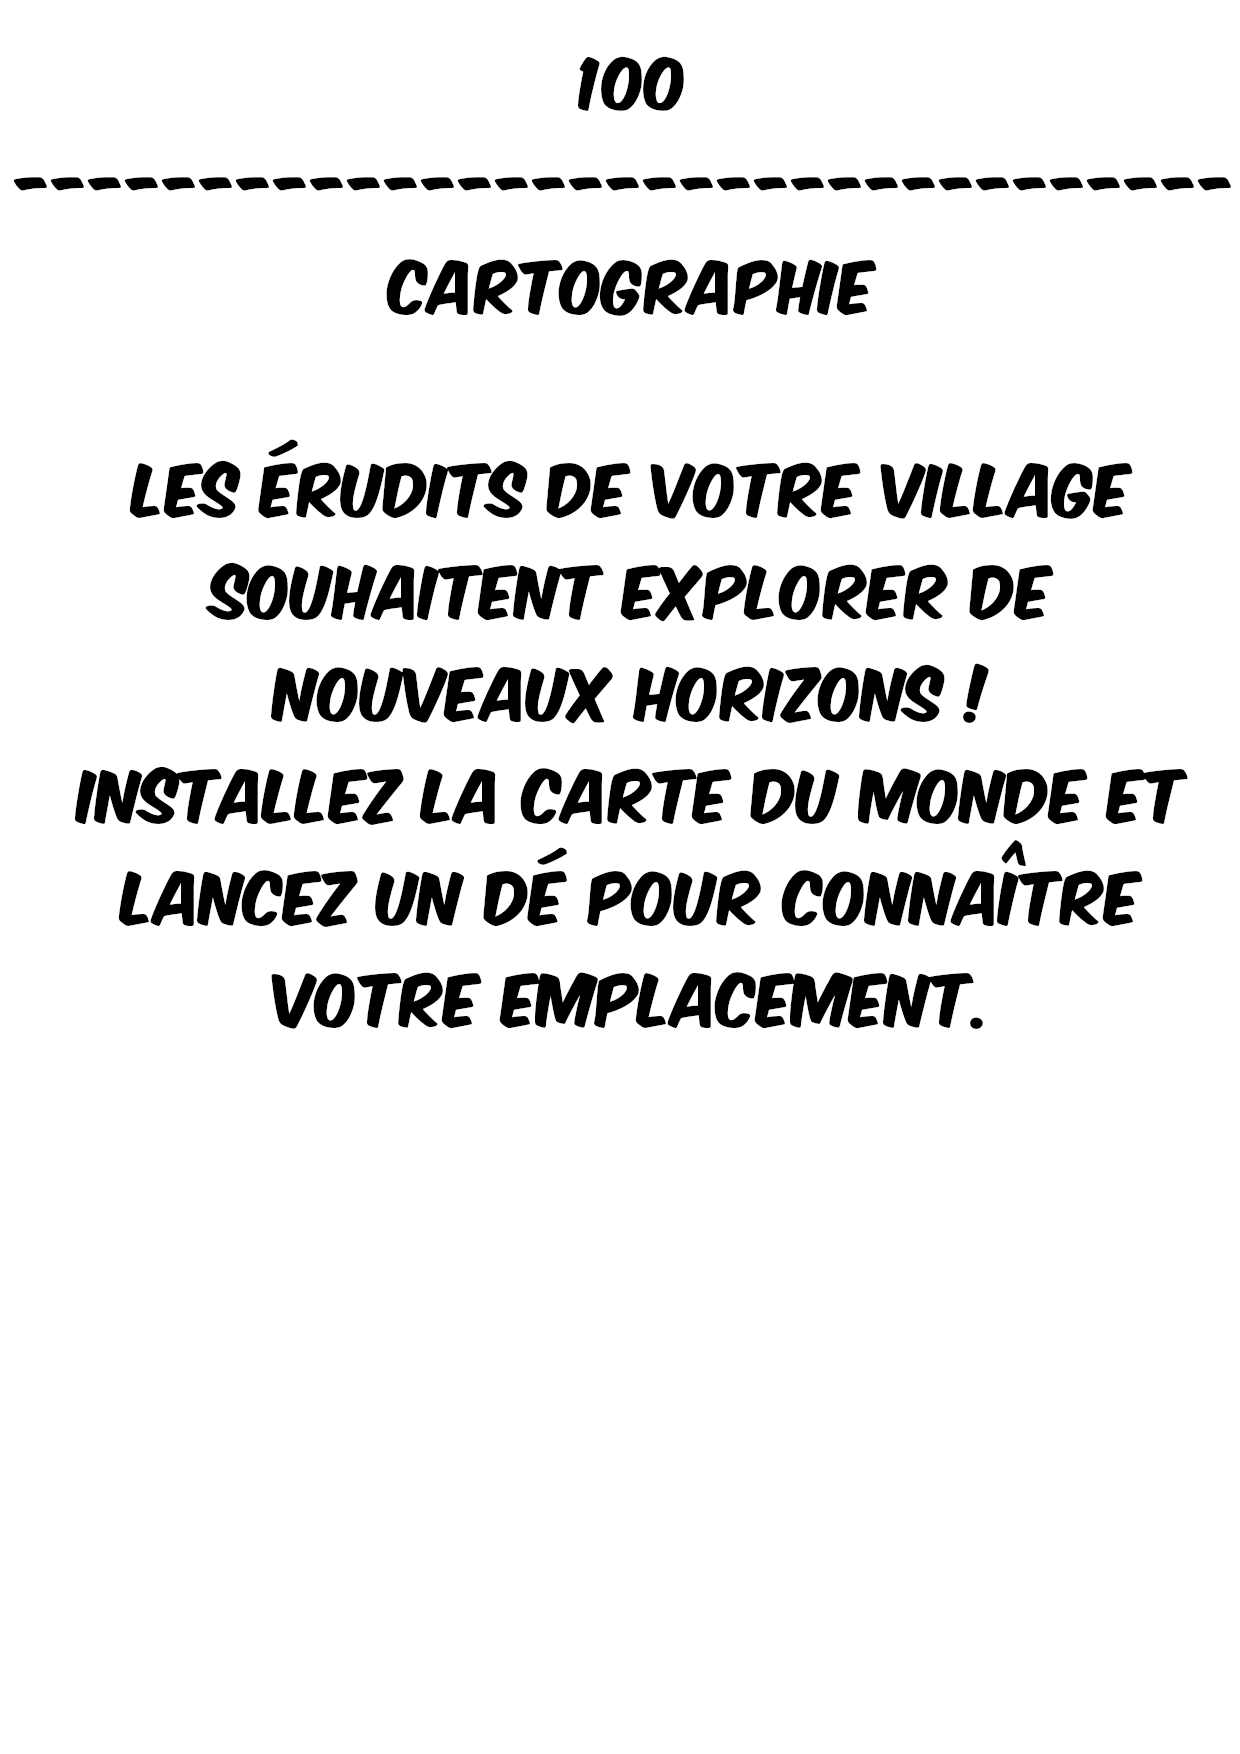 100
---------------------------------
CARTOGRAPHIE
LES ÉRUDITS DE VOTRE VILLAGE
SOUHAITENT EXPLORER DE
NOUVEAUX HORIZONS !
INSTALLEZ LA CARTE DU MONDE ET
LANCEZ UN DÉ POUR CONNAÎTRE
VOTRE EMPLACEMENT.